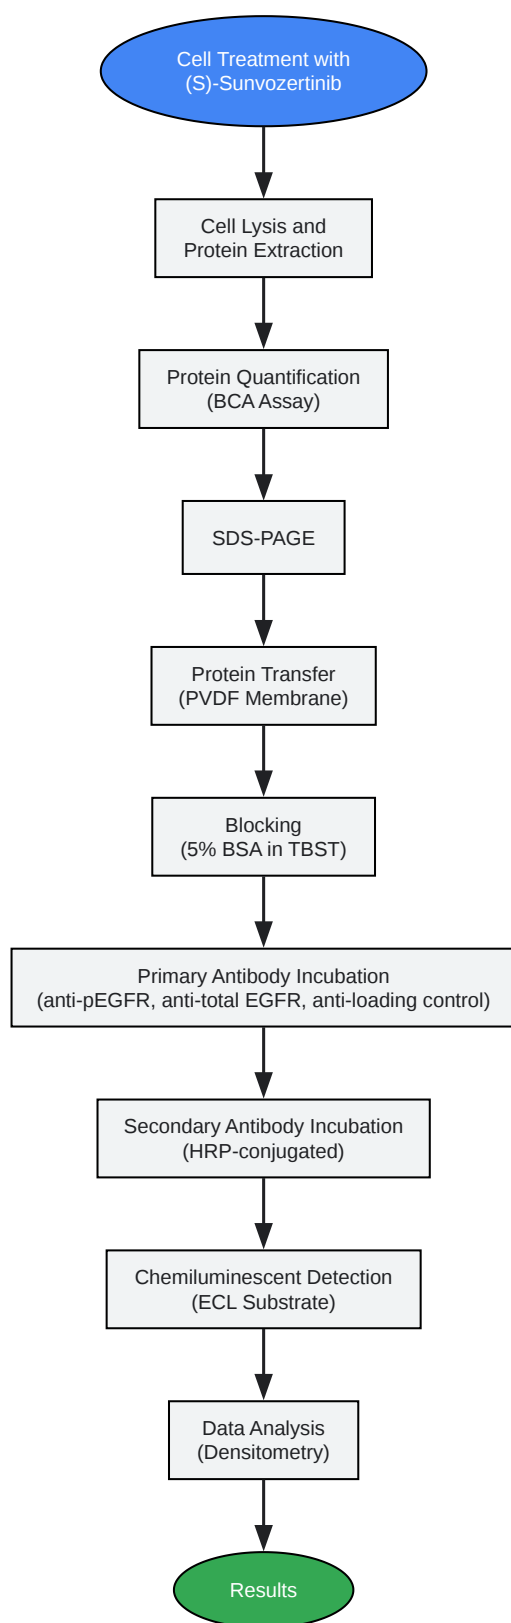 Cell Treatment with
(S)-Sunvozertinib
Cell Lysis and
Protein Extraction
Protein Quantification
(BCA Assay)
SDS-PAGE
Protein Transfer
(PVDF Membrane)
Blocking
(5% BSA in TBST)
Primary Antibody Incubation
(anti-pEGFR, anti-total EGFR, anti-loading control)
Secondary Antibody Incubation
(HRP-conjugated)
Chemiluminescent Detection
(ECL Substrate)
Data Analysis
(Densitometry)
Results